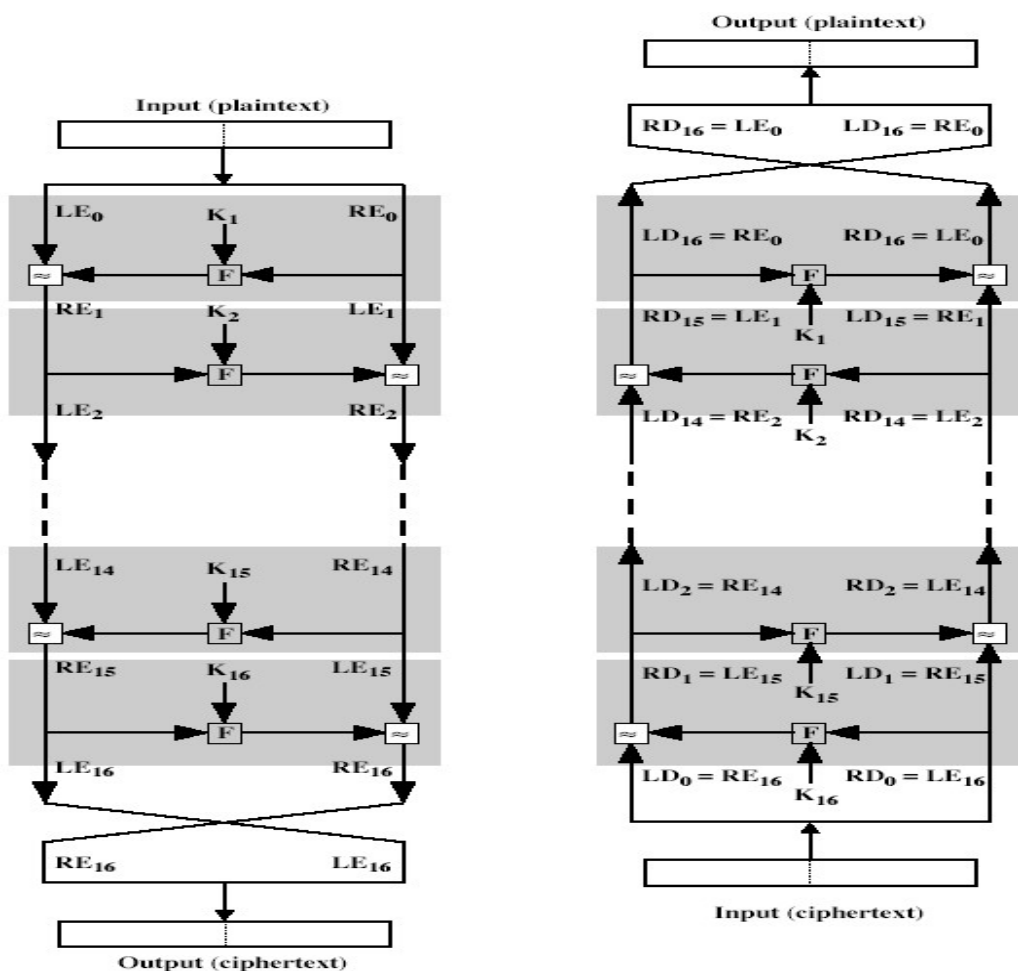 Input (plaintext)
LE₀ K₁ RE₀
≈ F
RE₁ K₂ LE₁
F ≈
LE₂ RE₂
LE₁₄ K₁₅ RE₁₄
≈ F
RE₁₅ K₁₆ LE₁₅
F ≈
LE₁₆ RE₁₆
RE₁₆ LE₁₆
Output (ciphertext)
Output (plaintext)
RD₁₆ = LE₀ LD₁₆ = RE₀
LD₁₆ = RE₀ RD₁₆ = LE₀
F ≈
RD₁₅ = LE₁ K₁ LD₁₅ = RE₁
≈ F
LD₁₄ = RE₂ K₂ RD₁₄ = LE₂
LD₂ = RE₁₄ RD₂ = LE₁₄
F ≈
RD₁ = LE₁₅ K₁₅ LD₁ = RE₁₅
≈ F
LD₀ = RE₁₆ K₁₆ RD₀ = LE₁₆
Input (ciphertext)